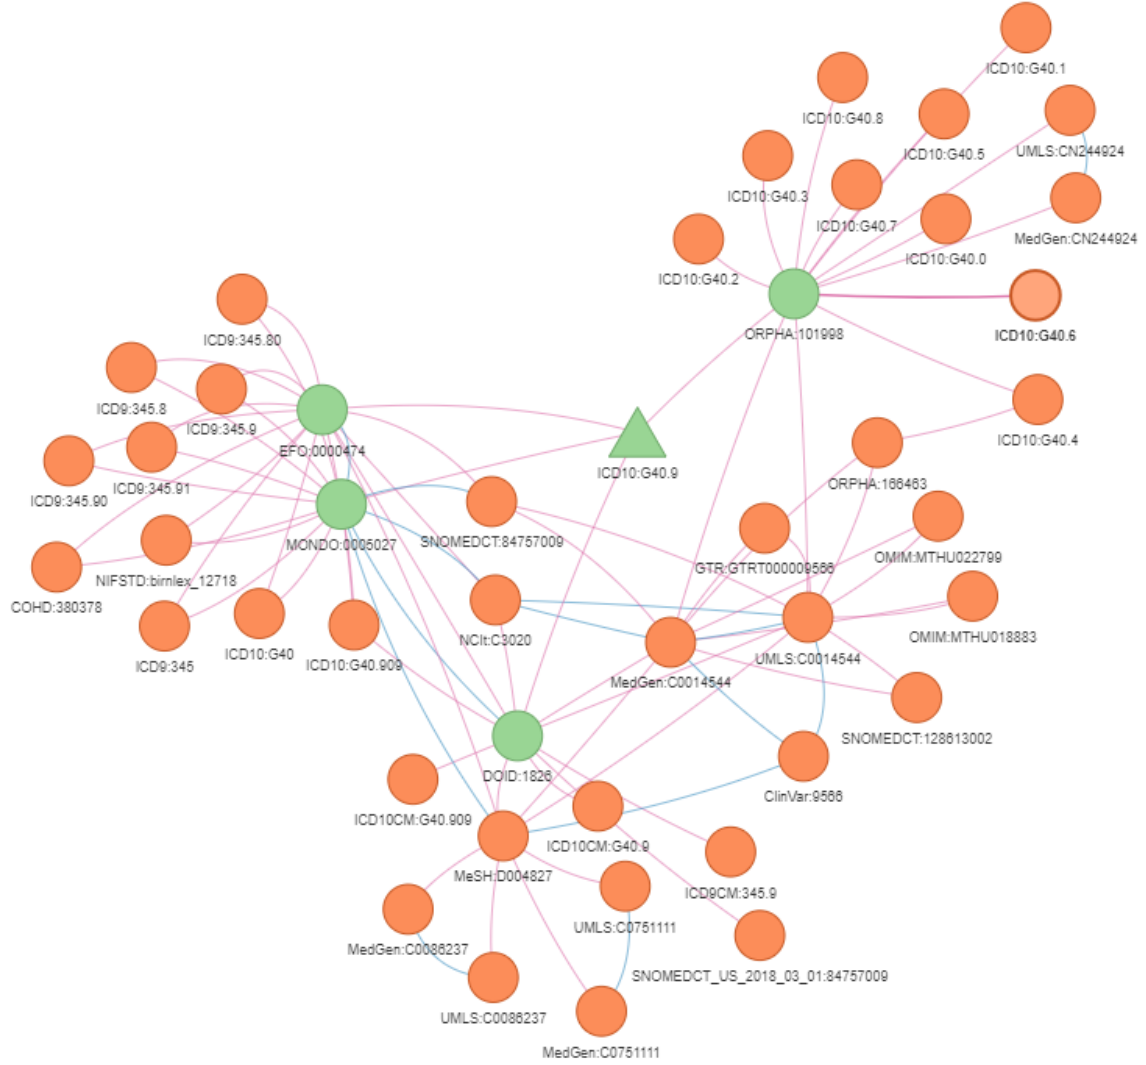 ICD10:G40.1
ICD10:G40.8
ICD10:G40.5
UMLS:CN244924
ICD10:G40.3
ICD10:G40.7
MedGen:CN244924
ICD10:G40.0
ICD10:G40.2
ORPHA:101998
ICD10:G40.6
ICD9:345.80
ICD9:345.8
ICD9:345.9
EFO:0000474
ICD10:G40.9
ICD10:G40.4
ORPHA:166463
ICD9:345.90
ICD9:345.91
MONDO:0005027
SNOMEDCT:84757009
OMIM:MTHU022799
GTR:GTRT000009566
NIFSTD:birnlex_12718
COHD:380378
NCIt:C3020
OMIM:MTHU018883
ICD9:345
ICD10:G40
ICD10:G40.909
UMLS:C0014544
MedGen:C0014544
SNOMEDCT:128613002
DOID:1826
ClinVar:9566
ICD10CM:G40.909
ICD10CM:G40.9
MeSH:D004827
ICD9CM:345.9
UMLS:C0751111
MedGen:C0086237
SNOMEDCT_US_2018_03_01:84757009
UMLS:C0086237
MedGen:C0751111